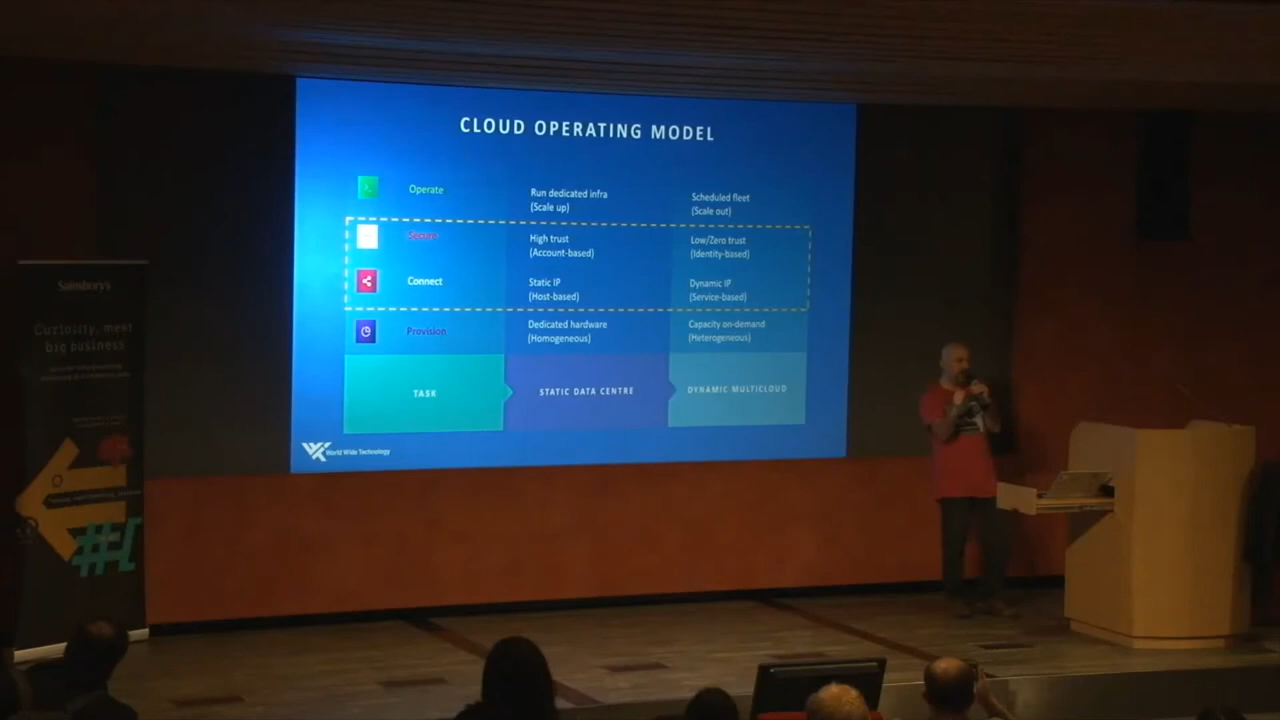 CLOUD OPERATING MODEL
Operate
Run dedicated infra
(Scale up)
Scheduled fleet
(Scale out)
Secure
High trust
(Account-based)
Low/Zero trust
(Identity-based)
Connect
Static IP
(Host-based)
Dynamic IP
(Service-based)
Provision
Dedicated hardware
(Homogeneous)
Capacity on-demand
(Heterogeneous)
TASK
STATIC DATA CENTRE
DYNAMIC MULTICLOUD
World Wide Technology
Sainsbury's
Curiosity, meet
big business